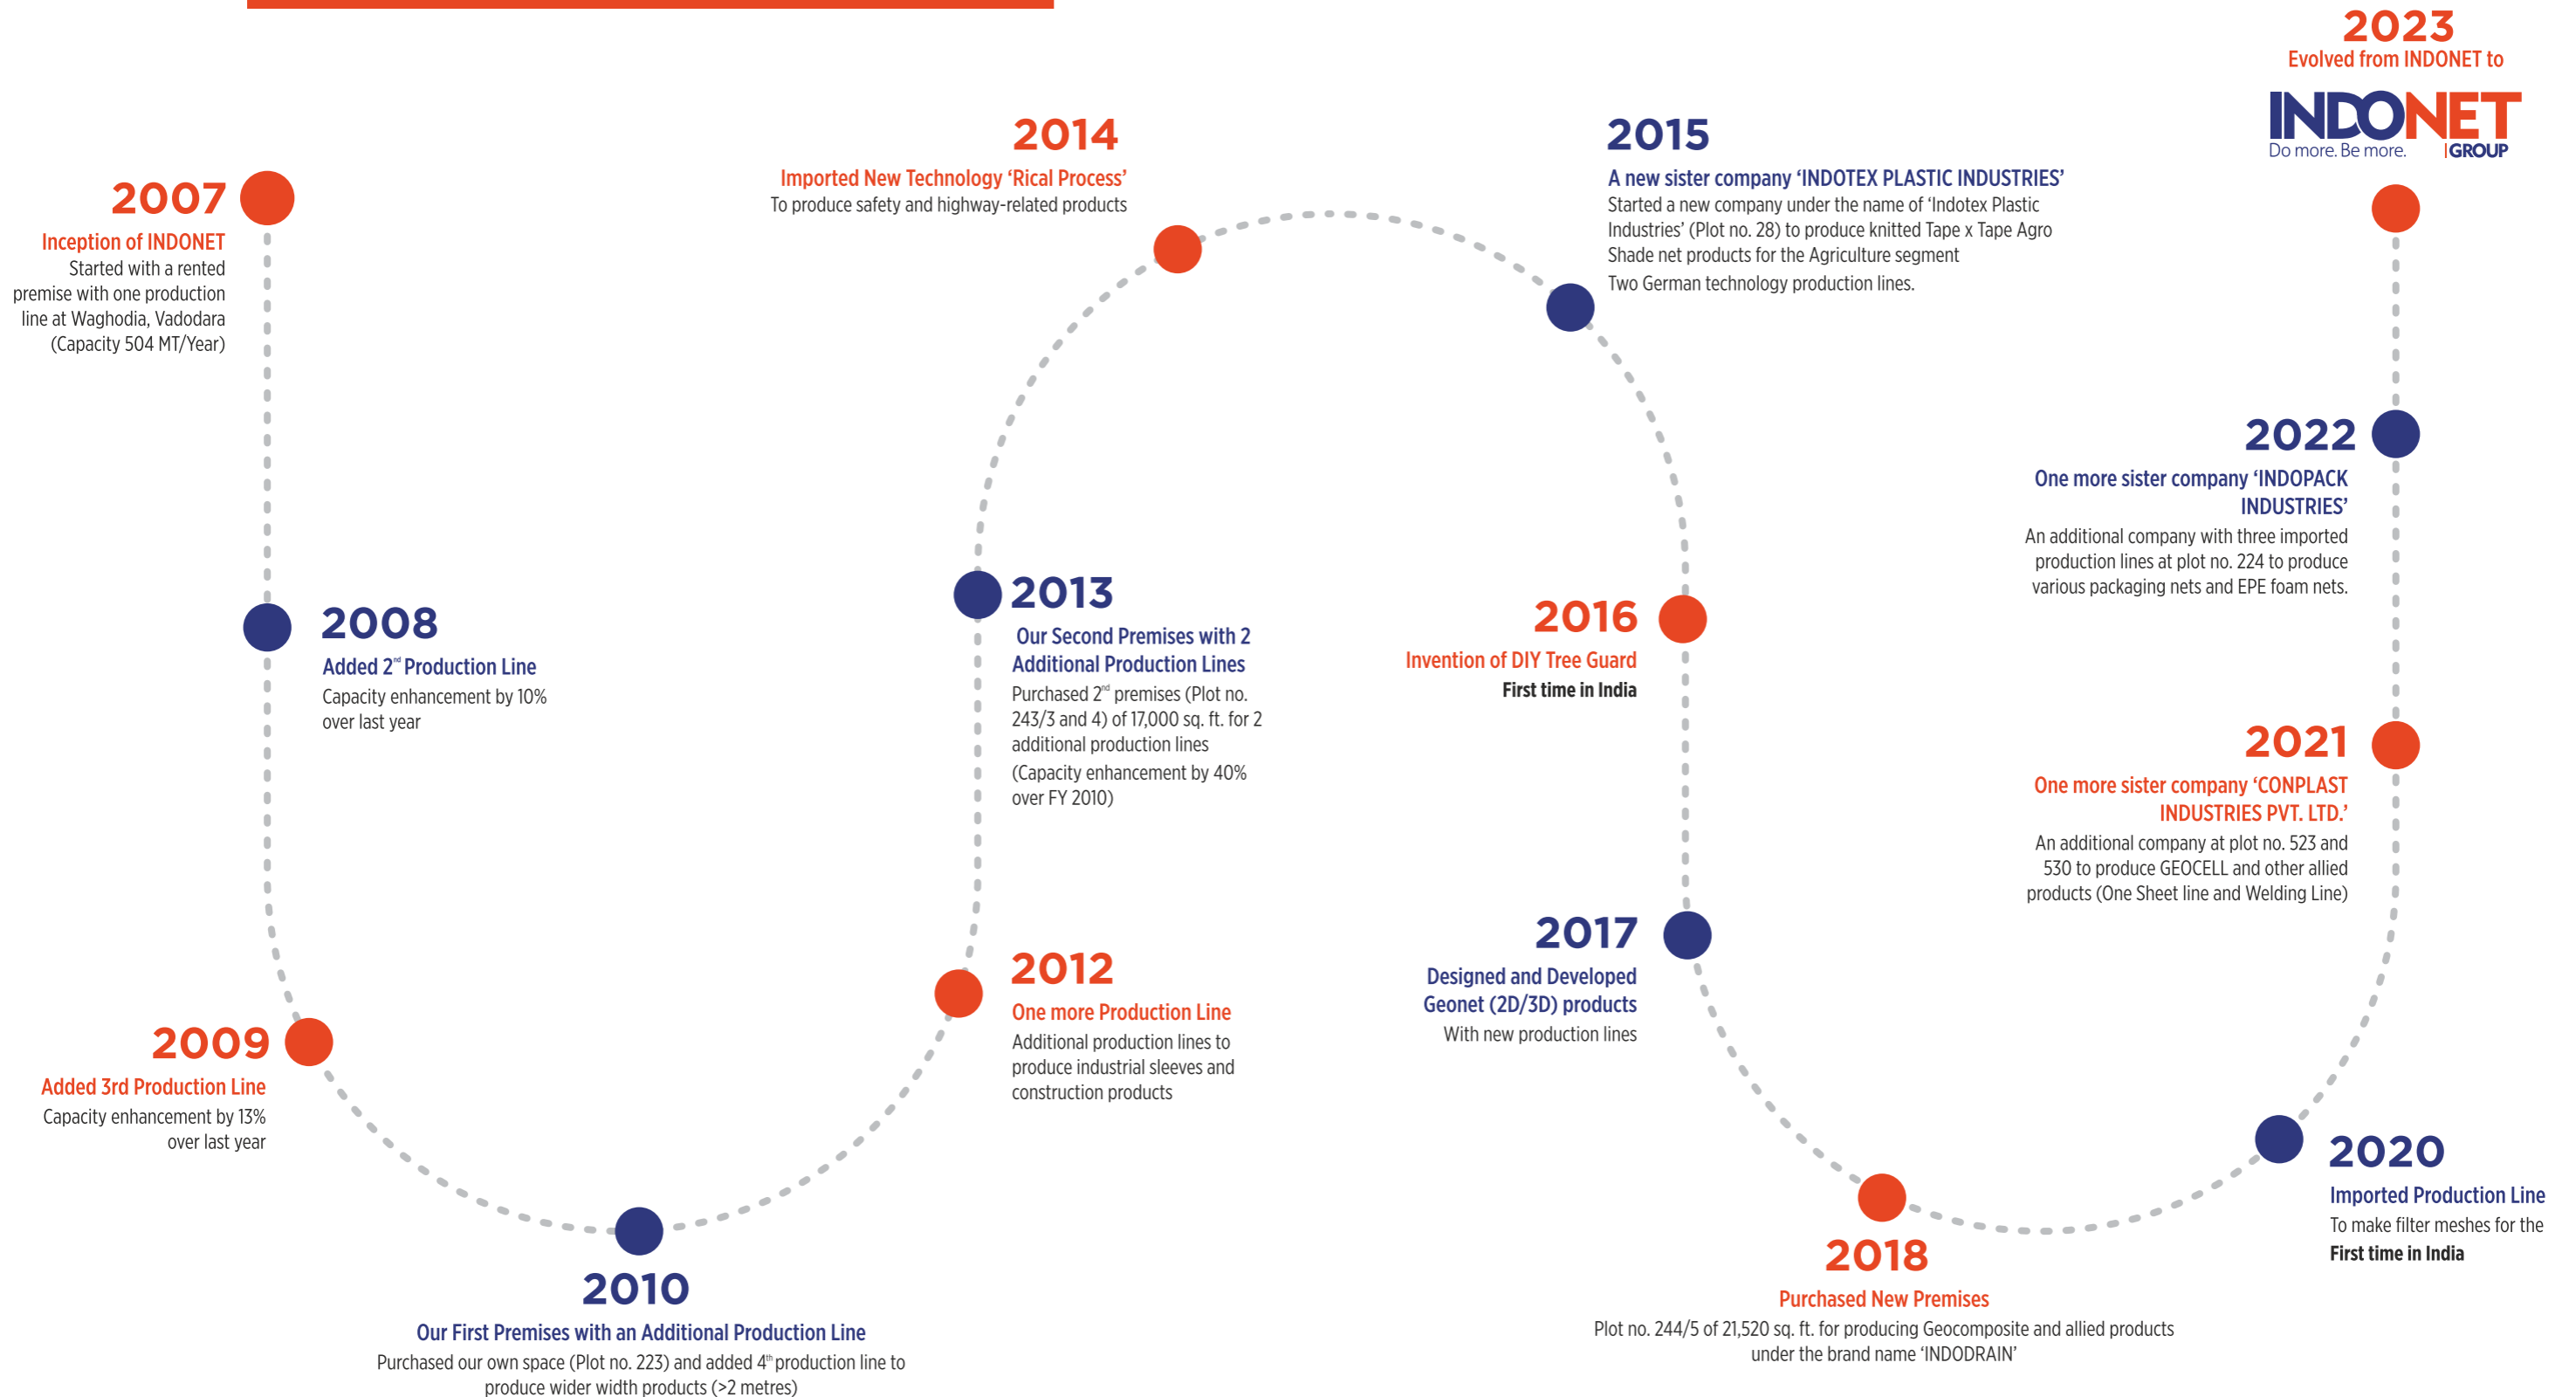 2007
Inception of INDONET
Started with a rented
premise with one production
line at Waghodia, Vadodara
(Capacity 504 MT/Year)
2008
Added 2nd Production Line
Capacity enhancement by 10%
over last year
2009
Added 3rd Production Line
Capacity enhancement by 13%
over last year
2010
Our First Premises with an Additional Production Line
Purchased our own space (Plot no. 223) and added 4th production line to
produce wider width products (>2 metres)
2012
One more Production Line
Additional production lines to
produce industrial sleeves and
construction products
2013
Our Second Premises with 2
Additional Production Lines
Purchased 2nd premises (Plot no.
243/3 and 4) of 17,000 sq. ft. for 2
additional production lines
(Capacity enhancement by 40%
over FY 2010)
2014
Imported New Technology ‘Rical Process’
To produce safety and highway-related products
2015
A new sister company ‘INDOTEX PLASTIC INDUSTRIES’
Started a new company under the name of ‘Indotex Plastic
Industries’ (Plot no. 28) to produce knitted Tape x Tape Agro
Shade net products for the Agriculture segment
Two German technology production lines.
2016
Invention of DIY Tree Guard
First time in India
2017
Designed and Developed
Geonet (2D/3D) products
With new production lines
2018
Purchased New Premises
Plot no. 244/5 of 21,520 sq. ft. for producing Geocomposite and allied products
under the brand name ‘INDODRAIN’
2020
Imported Production Line
To make filter meshes for the
First time in India
2021
One more sister company ‘CONPLAST
INDUSTRIES PVT. LTD.’
An additional company at plot no. 523 and
530 to produce GEOCELL and other allied
products (One Sheet line and Welding Line)
2022
One more sister company ‘INDOPACK
INDUSTRIES’
An additional company with three imported
production lines at plot no. 224 to produce
various packaging nets and EPE foam nets.
2023
Evolved from INDONET to
INDONET
Do more. Be more. GROUP